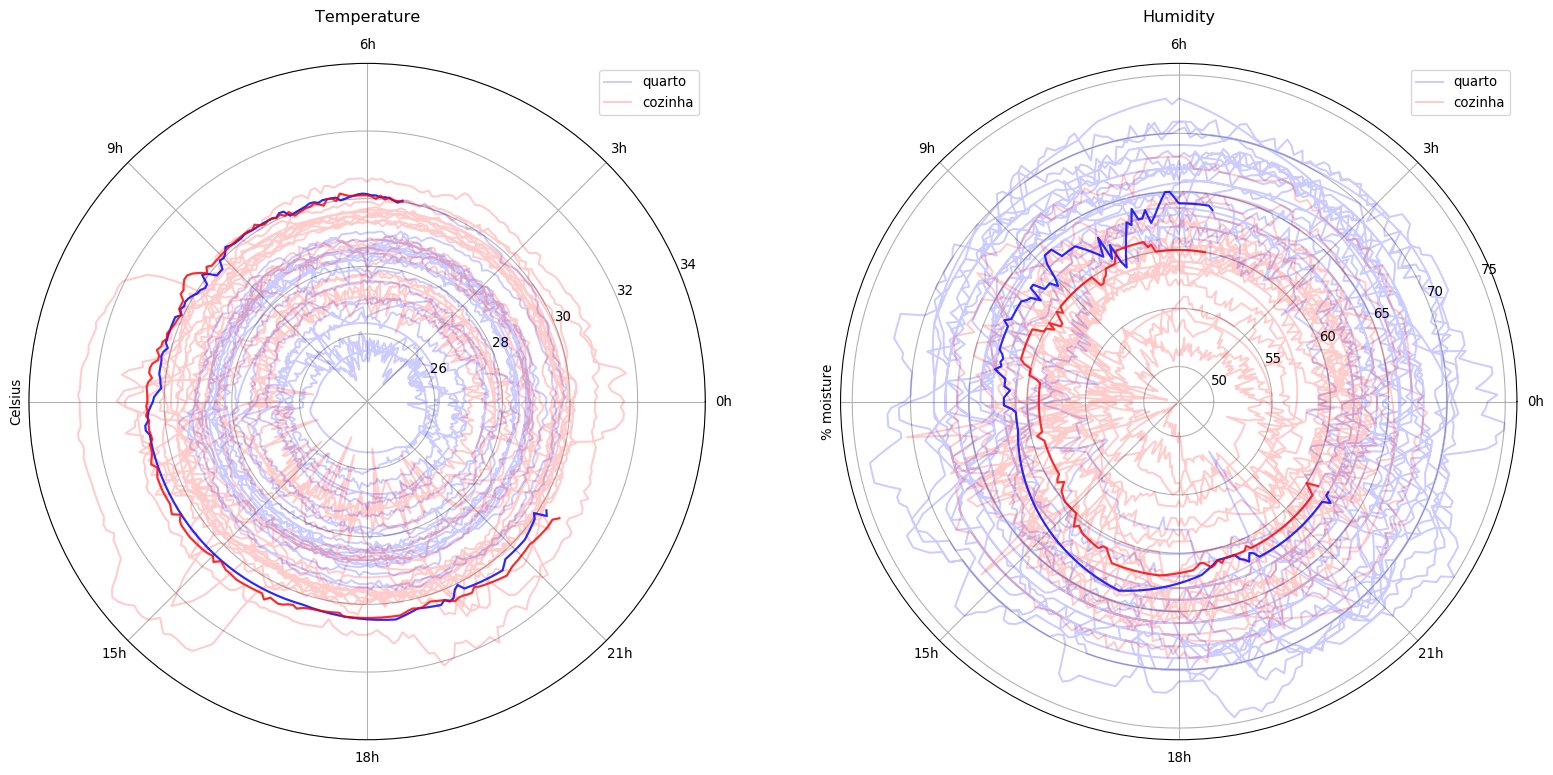 Temperature
6h
quarto
cozinha
9h
3h
34
32
30
28
26
Celsius
0h
15h
21h
18h
Humidity
6h
quarto
cozinha
9h
3h
75
70
65
60
55
50
% moisture
0h
15h
21h
18h